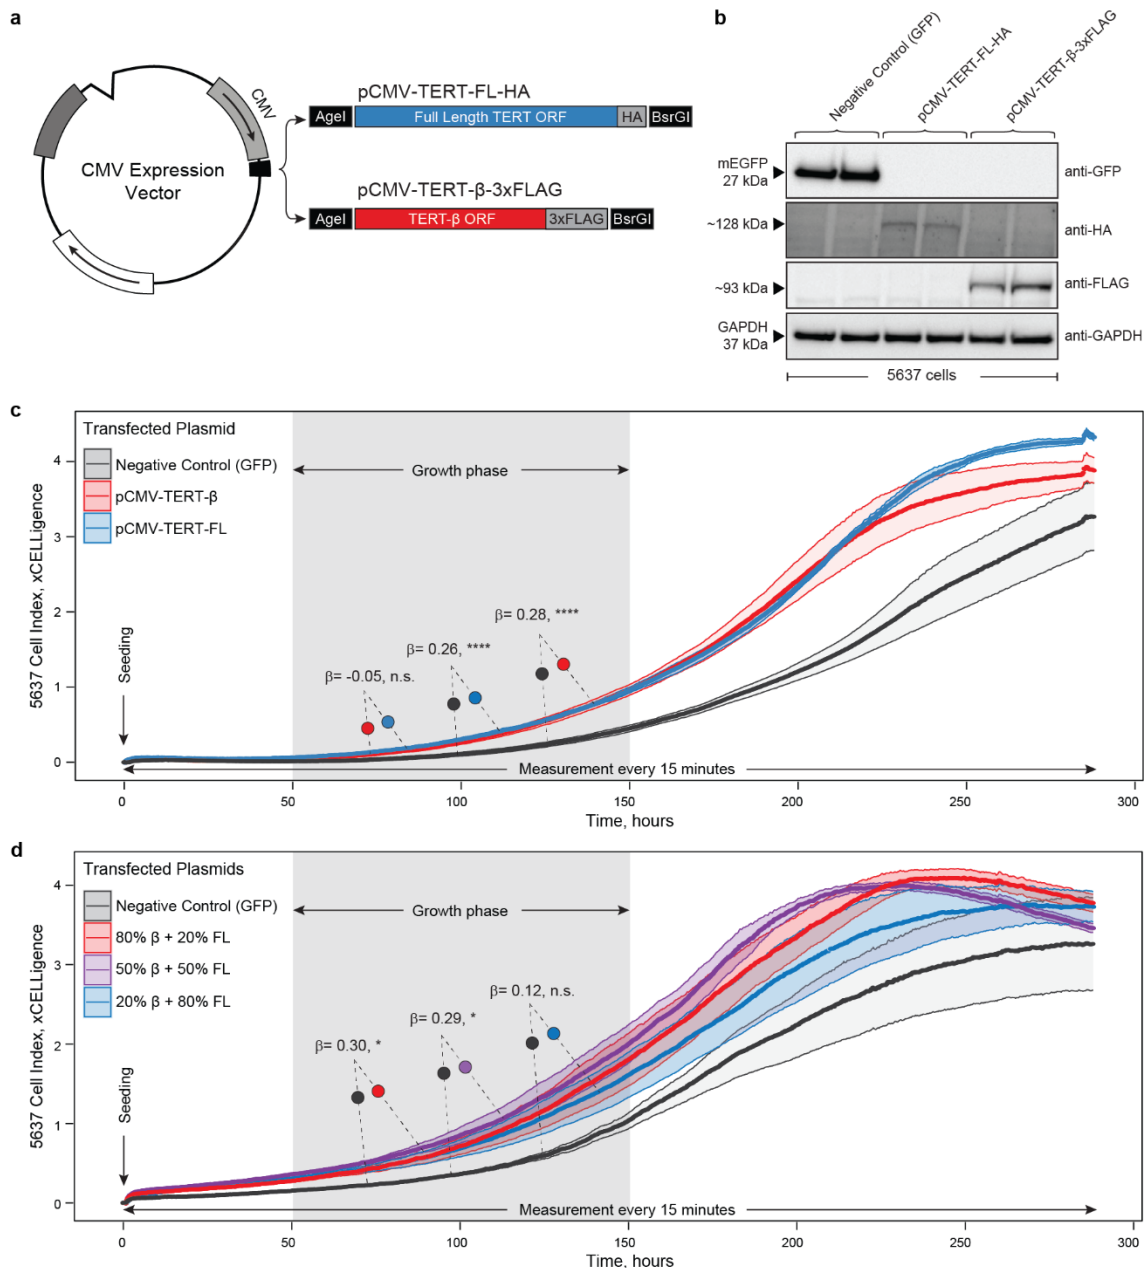 a
CMV Expression
Vector
CMV
pCMV-TERT-FL-HA
AgeI Full Length TERT ORF HA BsrGI
pCMV-TERT-β-3xFLAG
AgeI TERT-β ORF 3xFLAG BsrGI
b
Negative Control (GFP)
pCMV-TERT-FL-HA
pCMV-TERT-β-3xFLAG
mEGFP
27 kDa
anti-GFP
~128 kDa
anti-HA
~93 kDa
anti-FLAG
GAPDH
37 kDa
anti-GAPDH
5637 cells
c
Transfected Plasmid
Negative Control (GFP)
pCMV-TERT-β
pCMV-TERT-FL
Growth phase
β= 0.28, ****
β= 0.26, ****
β= -0.05, n.s.
Seeding
Measurement every 15 minutes
5637 Cell Index, xCELLigence
4
3
2
1
0
0 50 100 150 200 250 300
Time, hours
d
Transfected Plasmids
Negative Control (GFP)
80% β + 20% FL
50% β + 50% FL
20% β + 80% FL
Growth phase
β= 0.12, n.s.
β= 0.29, *
β= 0.30, *
Seeding
Measurement every 15 minutes
5637 Cell Index, xCELLigence
4
3
2
1
0
0 50 100 150 200 250 300
Time, hours